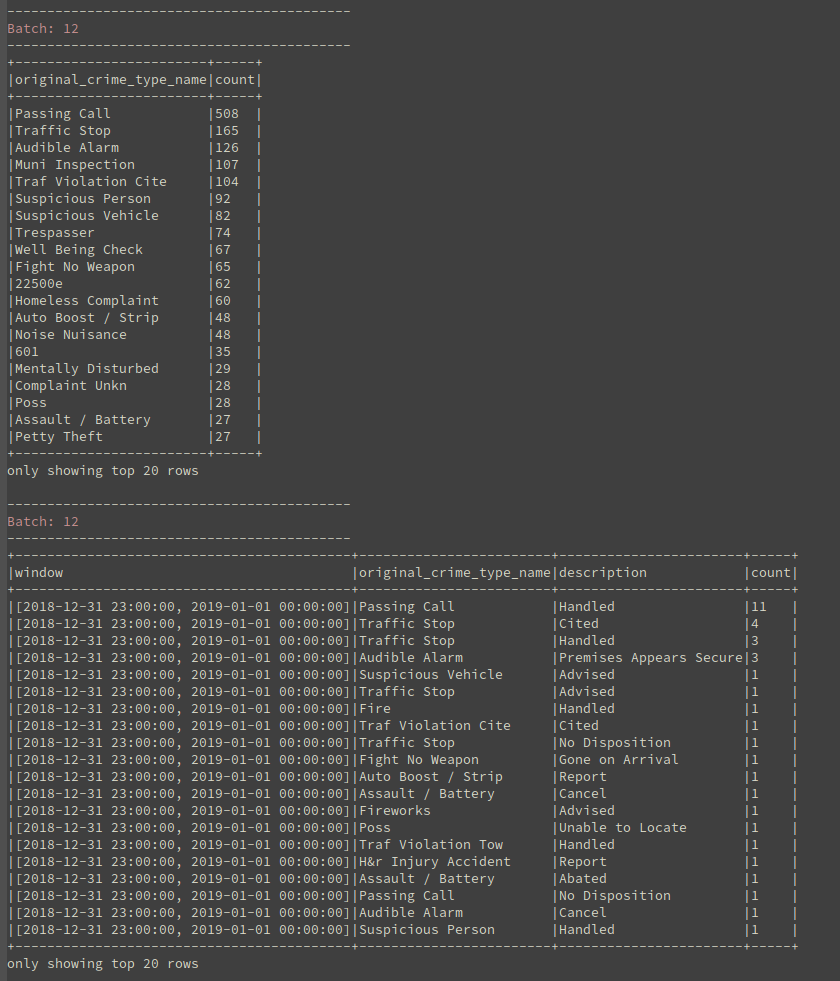 -------------------------------------------
Batch: 12
-------------------------------------------
+------------------------+-----+
|original_crime_type_name|count|
+------------------------+-----+
|Passing Call            |508  |
|Traffic Stop            |165  |
|Audible Alarm           |126  |
|Muni Inspection         |107  |
|Traf Violation Cite     |104  |
|Suspicious Person       |92   |
|Suspicious Vehicle      |82   |
|Trespasser              |74   |
|Well Being Check        |67   |
|Fight No Weapon         |65   |
|22500e                  |62   |
|Homeless Complaint      |60   |
|Auto Boost / Strip      |48   |
|Noise Nuisance          |48   |
|601                     |35   |
|Mentally Disturbed      |29   |
|Complaint Unkn          |28   |
|Poss                    |28   |
|Assault / Battery       |27   |
|Petty Theft             |27   |
+------------------------+-----+
only showing top 20 rows
-------------------------------------------
Batch: 12
-------------------------------------------
+------------------------------------------+------------------------+-----------------------+-----+
|window                                    |original_crime_type_name|description            |count|
+------------------------------------------+------------------------+-----------------------+-----+
|[2018-12-31 23:00:00, 2019-01-01 00:00:00]|Passing Call            |Handled                |11   |
|[2018-12-31 23:00:00, 2019-01-01 00:00:00]|Traffic Stop            |Cited                  |4    |
|[2018-12-31 23:00:00, 2019-01-01 00:00:00]|Traffic Stop            |Handled                |3    |
|[2018-12-31 23:00:00, 2019-01-01 00:00:00]|Audible Alarm           |Premises Appears Secure|3    |
|[2018-12-31 23:00:00, 2019-01-01 00:00:00]|Suspicious Vehicle      |Advised                |1    |
|[2018-12-31 23:00:00, 2019-01-01 00:00:00]|Traffic Stop            |Advised                |1    |
|[2018-12-31 23:00:00, 2019-01-01 00:00:00]|Fire                    |Handled                |1    |
|[2018-12-31 23:00:00, 2019-01-01 00:00:00]|Traf Violation Cite     |Cited                  |1    |
|[2018-12-31 23:00:00, 2019-01-01 00:00:00]|Traffic Stop            |No Disposition         |1    |
|[2018-12-31 23:00:00, 2019-01-01 00:00:00]|Fight No Weapon         |Gone on Arrival        |1    |
|[2018-12-31 23:00:00, 2019-01-01 00:00:00]|Auto Boost / Strip      |Report                 |1    |
|[2018-12-31 23:00:00, 2019-01-01 00:00:00]|Assault / Battery       |Cancel                 |1    |
|[2018-12-31 23:00:00, 2019-01-01 00:00:00]|Fireworks               |Advised                |1    |
|[2018-12-31 23:00:00, 2019-01-01 00:00:00]|Poss                    |Unable to Locate       |1    |
|[2018-12-31 23:00:00, 2019-01-01 00:00:00]|Traf Violation Tow      |Handled                |1    |
|[2018-12-31 23:00:00, 2019-01-01 00:00:00]|H&r Injury Accident     |Report                 |1    |
|[2018-12-31 23:00:00, 2019-01-01 00:00:00]|Assault / Battery       |Abated                 |1    |
|[2018-12-31 23:00:00, 2019-01-01 00:00:00]|Passing Call            |No Disposition         |1    |
|[2018-12-31 23:00:00, 2019-01-01 00:00:00]|Audible Alarm           |Cancel                 |1    |
|[2018-12-31 23:00:00, 2019-01-01 00:00:00]|Suspicious Person       |Handled                |1    |
+------------------------------------------+------------------------+-----------------------+-----+
only showing top 20 rows